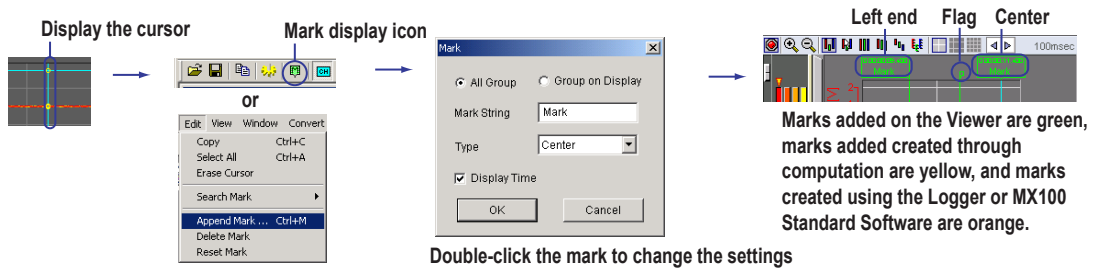 Display the cursor
Mark display icon
CH
or
Edit View Window Convert
Copy Ctrl+C
Select All Ctrl+A
Erase Cursor
Search Mark
Append Mark ... Ctrl+M
Delete Mark
Reset Mark
Mark
All Group Group on Display
Mark String Mark
Type Center
Display Time
OK Cancel
Double-click the mark to change the settings
Left end Flag Center
100msec
Mark Mark
Marks added on the Viewer are green,
marks added created through
computation are yellow, and marks
created using the Logger or MX100
Standard Software are orange.